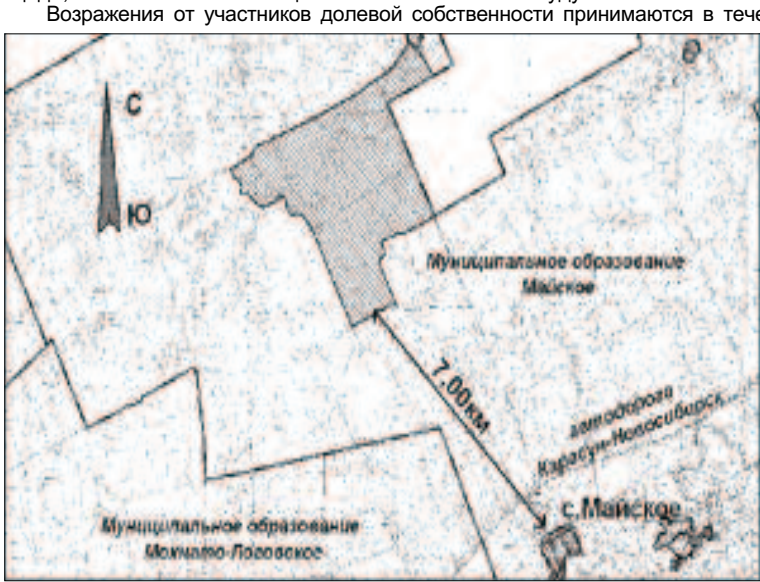 Возражения от участников долевой собственности принимаются в тече
С
Ю
Муниципальное образование
Майское
7,00км
автодорога
Карасук-Новосибирск
с.Майское
Муниципальное образование
Мохнато-Логовское